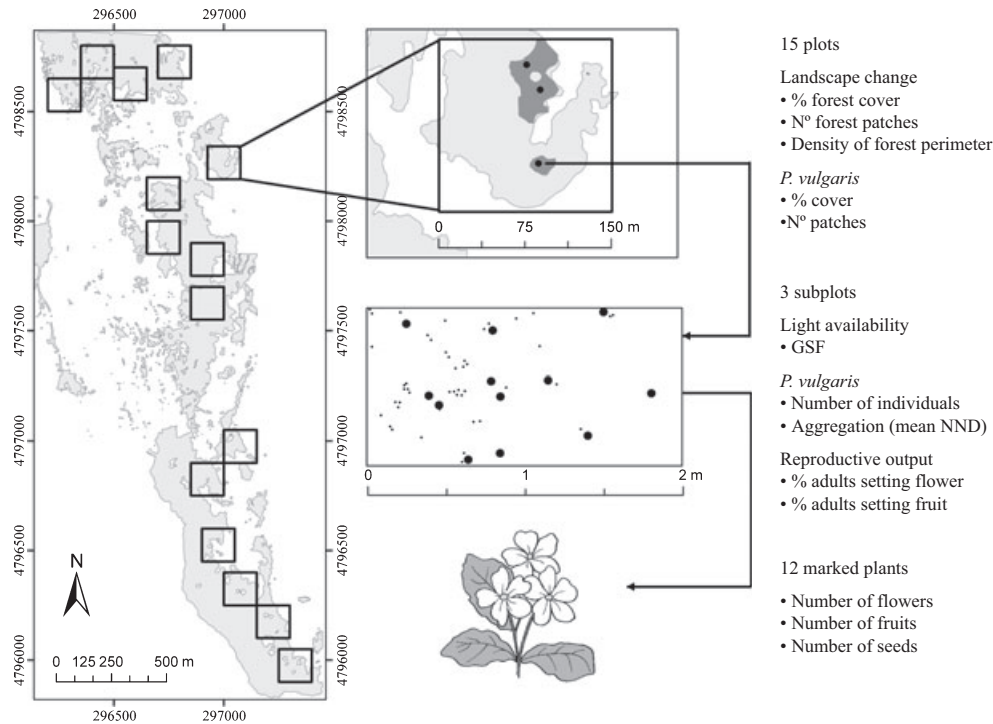 296500 297000
4798500
4798000
4797500
4797000
4796500
4796000
4798500
4798000
4797500
4797000
4796500
4796000
N
0 125 250 500 m
296500 297000
0 75 150 m
0 1 2 m
15 plots
Landscape change
• % forest cover
• Nº forest patches
• Density of forest perimeter
P. vulgaris
• % cover
•Nº patches
3 subplots
Light availability
• GSF
P. vulgaris
• Number of individuals
• Aggregation (mean NND)
Reproductive output
• % adults setting flower
• % adults setting fruit
12 marked plants
• Number of flowers
• Number of fruits
• Number of seeds